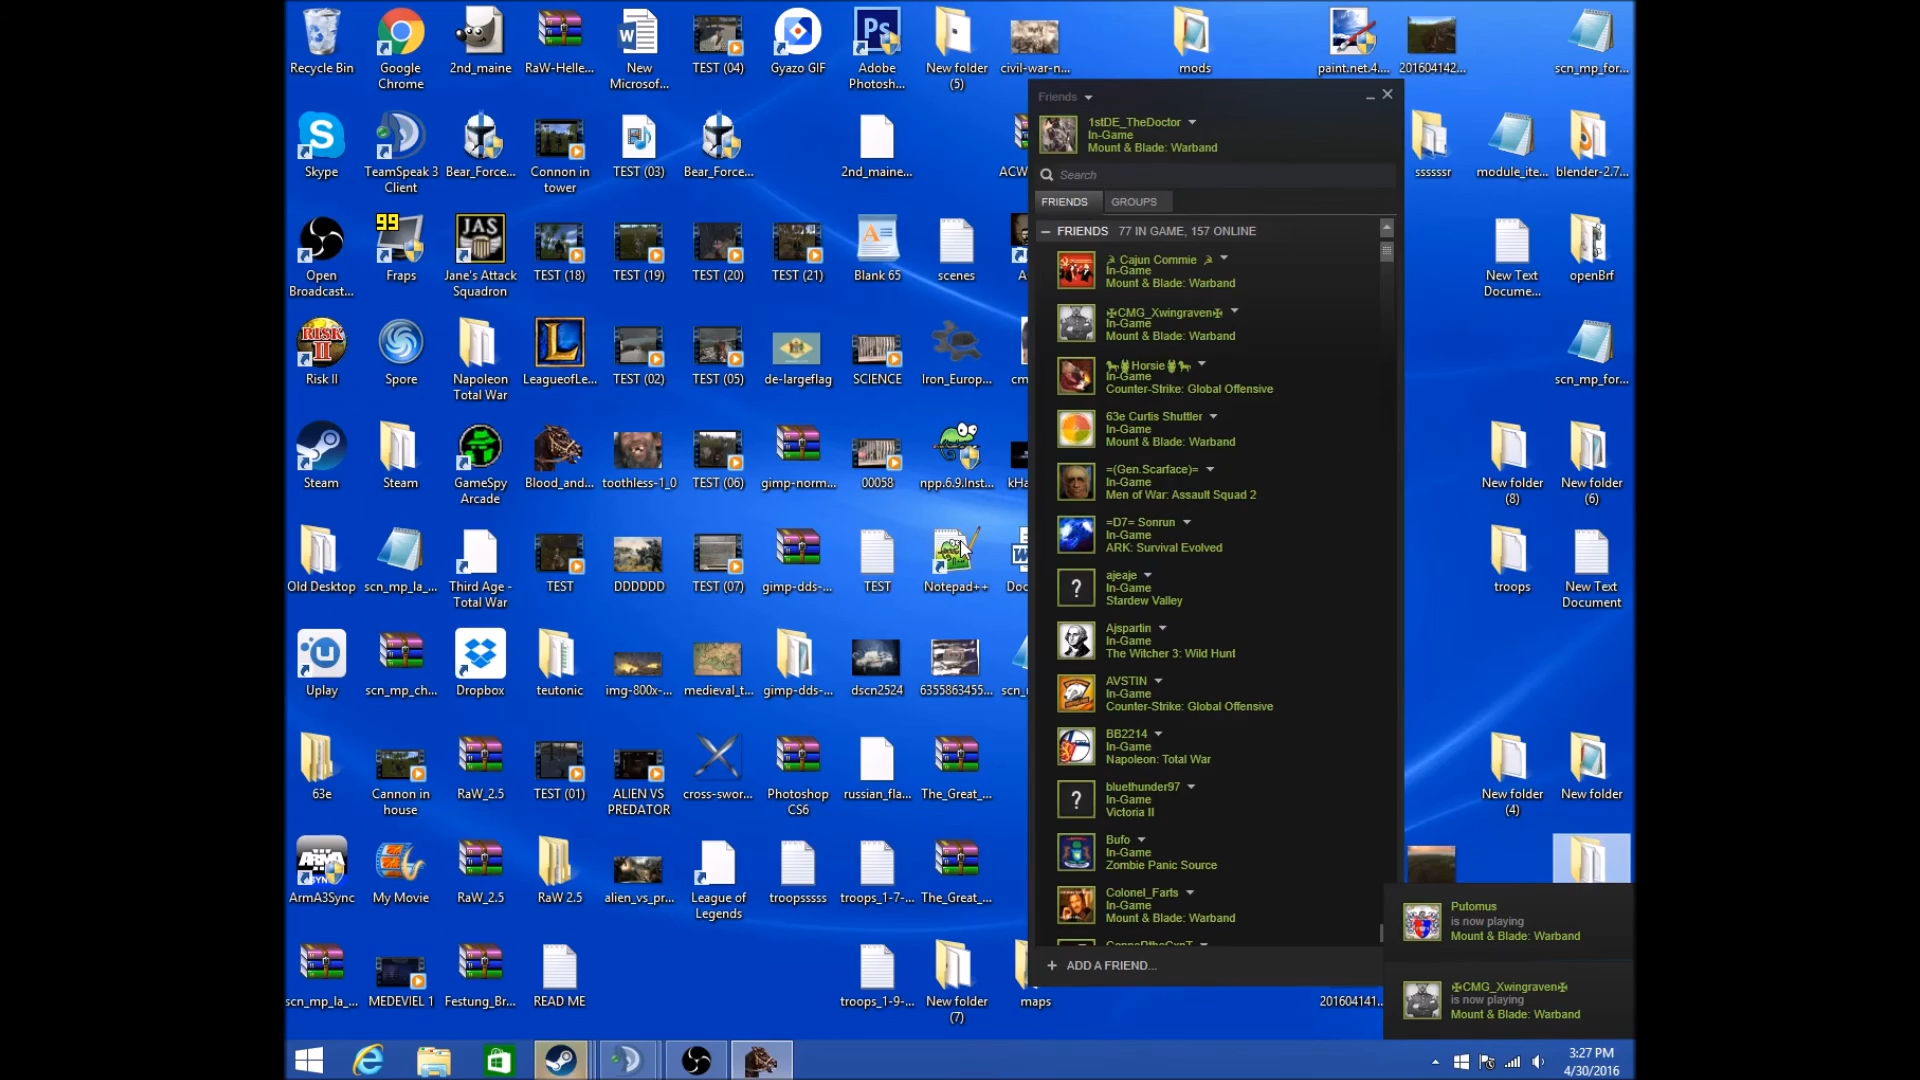 Recycle Bin
Google
Chrome
2nd_maine
RaW-Helle...
New
Microsof...
TEST (04)
Gyazo GIF
Adobe
Photosh...
New folder
(5)
civil-war-n...
mods
paint.net.4....
201604142...
scn_mp_for...
Skype
TeamSpeak 3
Client
Bear_Force...
Connon in
tower
TEST (03)
Bear_Force...
2nd_maine...
ACW
ssssssr
module_ite...
blender-2.7...
Open
Broadcast...
99
Fraps
JAS
Jane's Attack
Squadron
TEST (18)
TEST (19)
TEST (20)
TEST (21)
Blank 65
scenes
New Text
Docume...
openBrf
RISK
II
Risk II
Spore
Napoleon
Total War
LeagueofLe...
TEST (02)
TEST (05)
de-largeflag
SCIENCE
Iron_Europ...
scn_mp_for...
Steam
Steam
GameSpy
Arcade
Blood_and...
toothless-1_0
TEST (06)
gimp-norm...
00058
npp.6.9.Inst...
New folder
(8)
New folder
(6)
Old Desktop
scn_mp_la_...
Third Age -
Total War
TEST
DDDDDD
TEST (07)
gimp-dds-...
TEST
Notepad++
troops
New Text
Document
Uplay
scn_mp_ch...
Dropbox
teutonic
img-800x-...
medieval_t...
gimp-dds-...
dscn2524
6355863455...
63e
Cannon in
house
RaW_2.5
TEST (01)
ALIEN VS
PREDATOR
cross-swor...
Photoshop
CS6
russian_fla...
The_Great_...
New folder
(4)
New folder
ArmA3Sync
My Movie
RaW_2.5
RaW 2.5
alien_vs_pr...
League of
Legends
troopsssss
troops_1-7-...
The_Great_...
scn_mp_la_...
MEDEVIEL 1
Festung_Br...
READ ME
troops_1-9-...
New folder
(7)
maps
201604141...
Friends
1stDE_TheDoctor
In-Game
Mount & Blade: Warband
Search
FRIENDS
GROUPS
FRIENDS 77 IN GAME, 157 ONLINE
☭ Cajun Commie ☭
In-Game
Mount & Blade: Warband
✠CMG_Xwingraven✠
In-Game
Mount & Blade: Warband
Horsie
In-Game
Counter-Strike: Global Offensive
63e Curtis Shuttler
In-Game
Mount & Blade: Warband
=(Gen.Scarface)=
In-Game
Men of War: Assault Squad 2
=D7= Sonrun
In-Game
ARK: Survival Evolved
ajeaje
In-Game
Stardew Valley
Ajspartin
In-Game
The Witcher 3: Wild Hunt
AVSTIN
In-Game
Counter-Strike: Global Offensive
BB2214
In-Game
Napoleon: Total War
bluethunder97
In-Game
Victoria II
Bufo
In-Game
Zombie Panic Source
Colonel_Farts
In-Game
Mount & Blade: Warband
+ ADD A FRIEND...
Putomus
is now playing
Mount & Blade: Warband
✠CMG_Xwingraven✠
is now playing
Mount & Blade: Warband
3:27 PM
4/30/2016